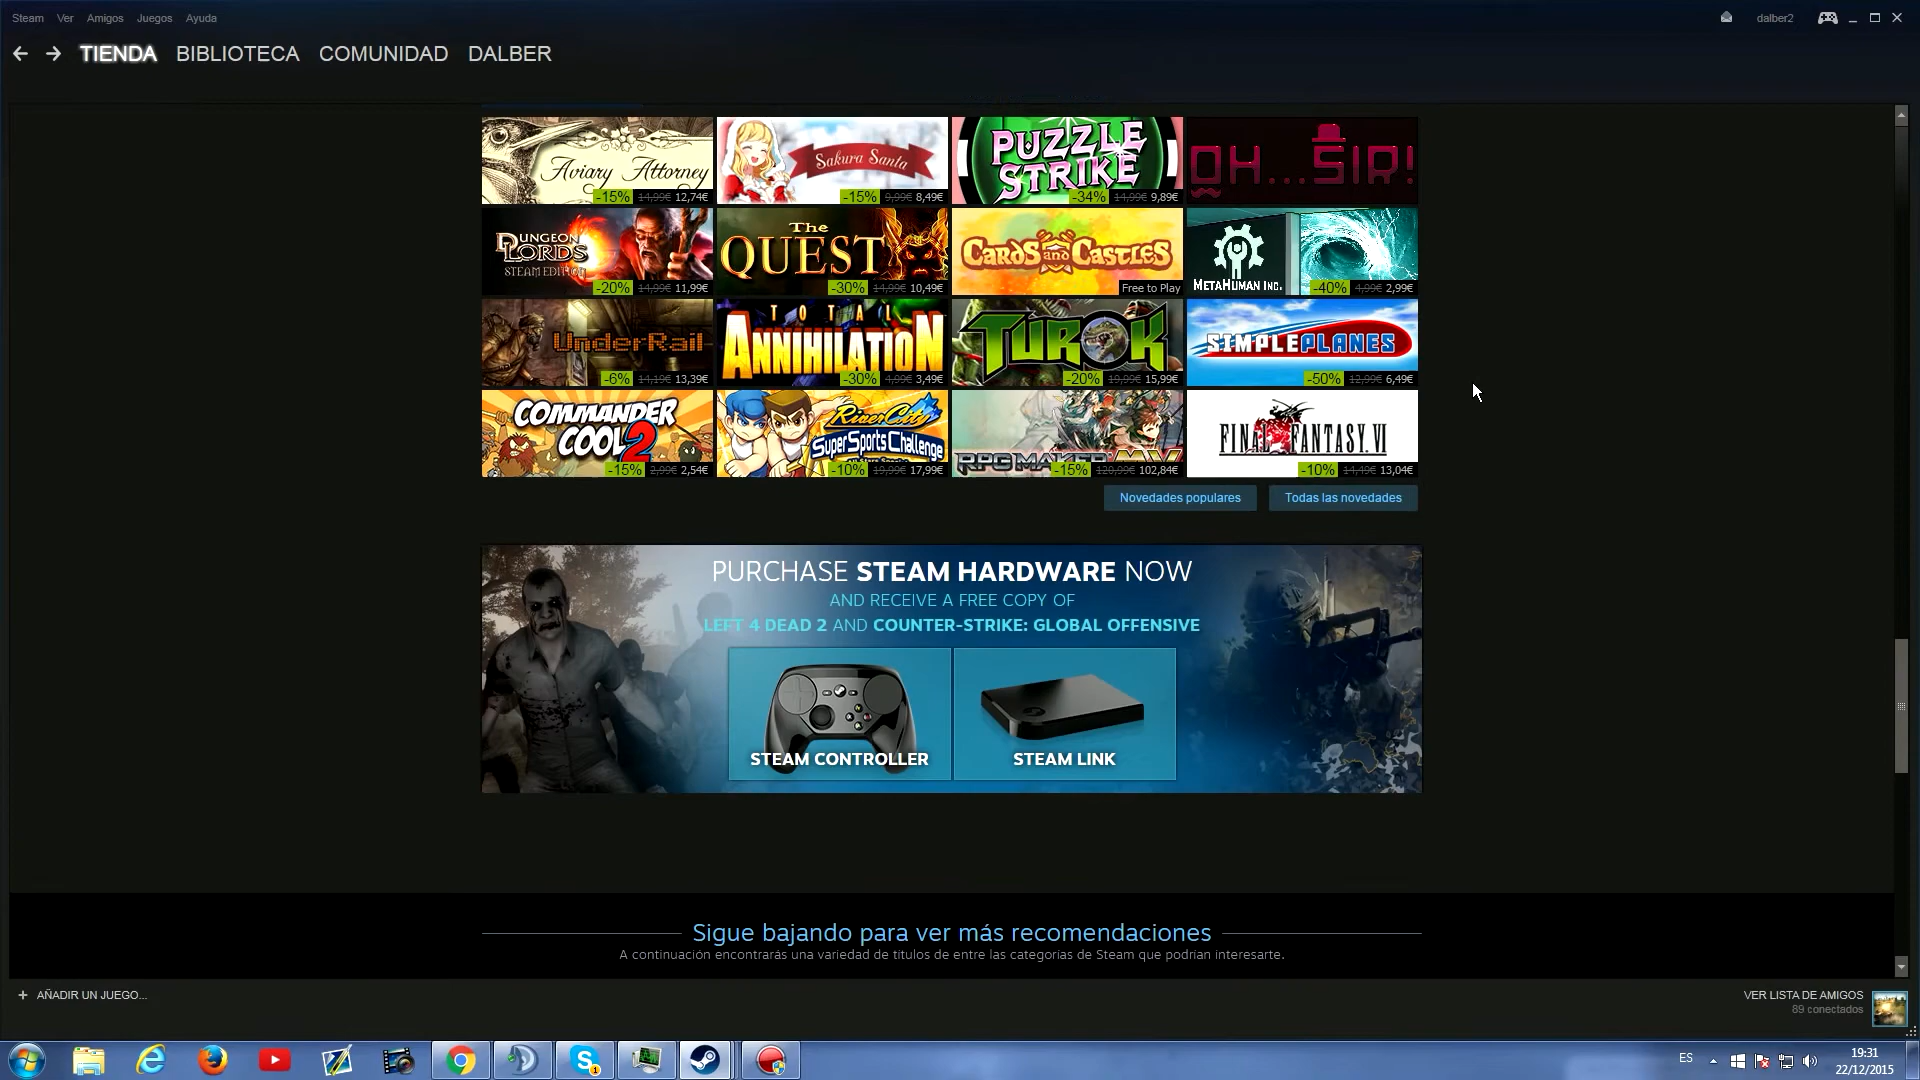 Steam Ver Amigos Juegos Ayuda
dalber2
TIENDA BIBLIOTECA COMUNIDAD DALBER
Aviary Attorney
-15% 14,99€ 12,74€
Sakura Santa
-15% 9,99€ 8,49€
PUZZLE
STRIKE
-34% 14,99€ 9,89€
OH...SIR!
DUNGEON
LORDS
STEAM EDITION
-20% 14,99€ 11,99€
The
QUEST
-30% 14,99€ 10,49€
CARDS AND CASTLES
Free to Play
METAHUMAN INC.
-40% 4,99€ 2,99€
UnderRail
-6% 14,19€ 13,39€
TOTAL
ANNIHILATION
-30% 4,99€ 3,49€
TUROK
-20% 19,99€ 15,99€
SIMPLEPLANES
-50% 12,99€ 6,49€
COMMANDER
COOL 2
-15% 2,99€ 2,54€
River City
Super Sports Challenge
-10% 19,99€ 17,99€
RPG MAKER MV
-15% 120,99€ 102,84€
FINAL FANTASY VI
-10% 14,49€ 13,04€
Novedades populares Todas las novedades
PURCHASE STEAM HARDWARE NOW
AND RECEIVE A FREE COPY OF
LEFT 4 DEAD 2 AND COUNTER-STRIKE: GLOBAL OFFENSIVE
STEAM CONTROLLER STEAM LINK
Sigue bajando para ver más recomendaciones
A continuación encontrarás una variedad de títulos de entre las categorías de Steam que podrían interesarte.
+ AÑADIR UN JUEGO...
VER LISTA DE AMIGOS
89 conectados
ES
19:31
22/12/2015